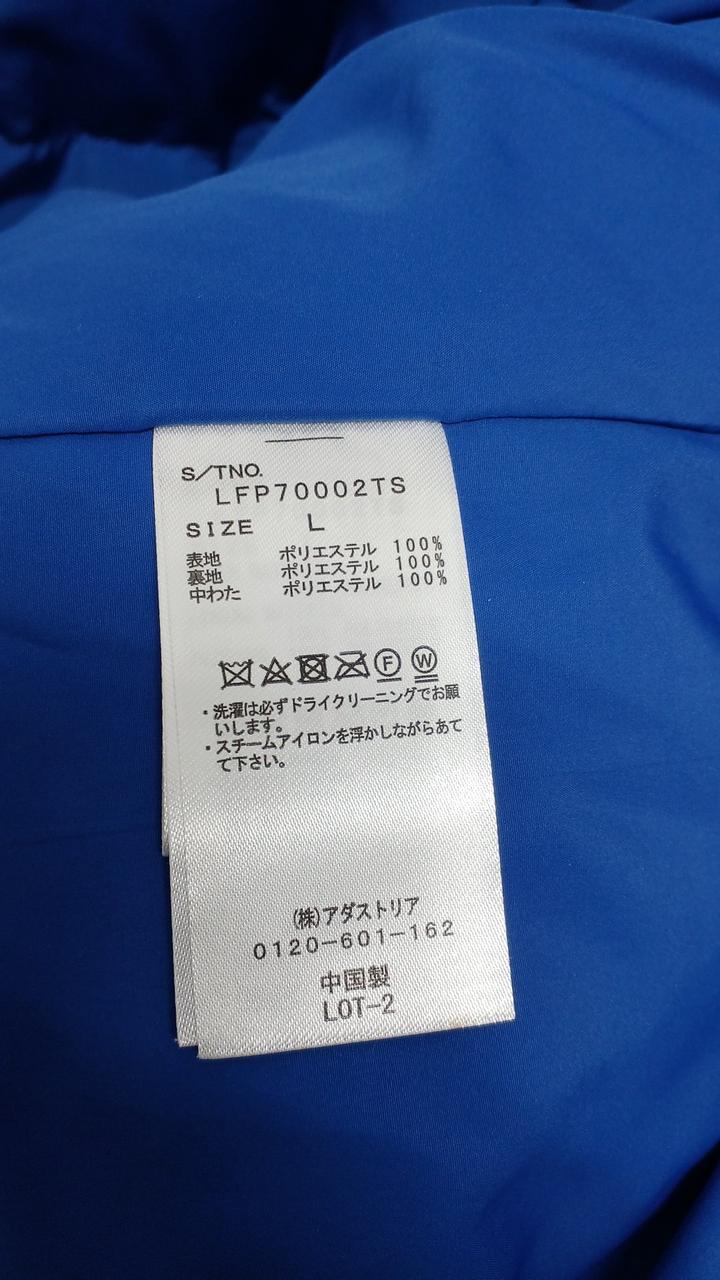 S/TNO.
LFP70002TS
SIZE L
表地 ポリエステル 100%
裏地 ポリエステル 100%
中わた ポリエステル 100%
Ⓕ Ⓦ
・洗濯は必ずドライクリーニングでお願
いします。
・スチームアイロンを浮かしながらあて
て下さい。
(株)アダストリア
0120-601-162
中国製
LOT-2